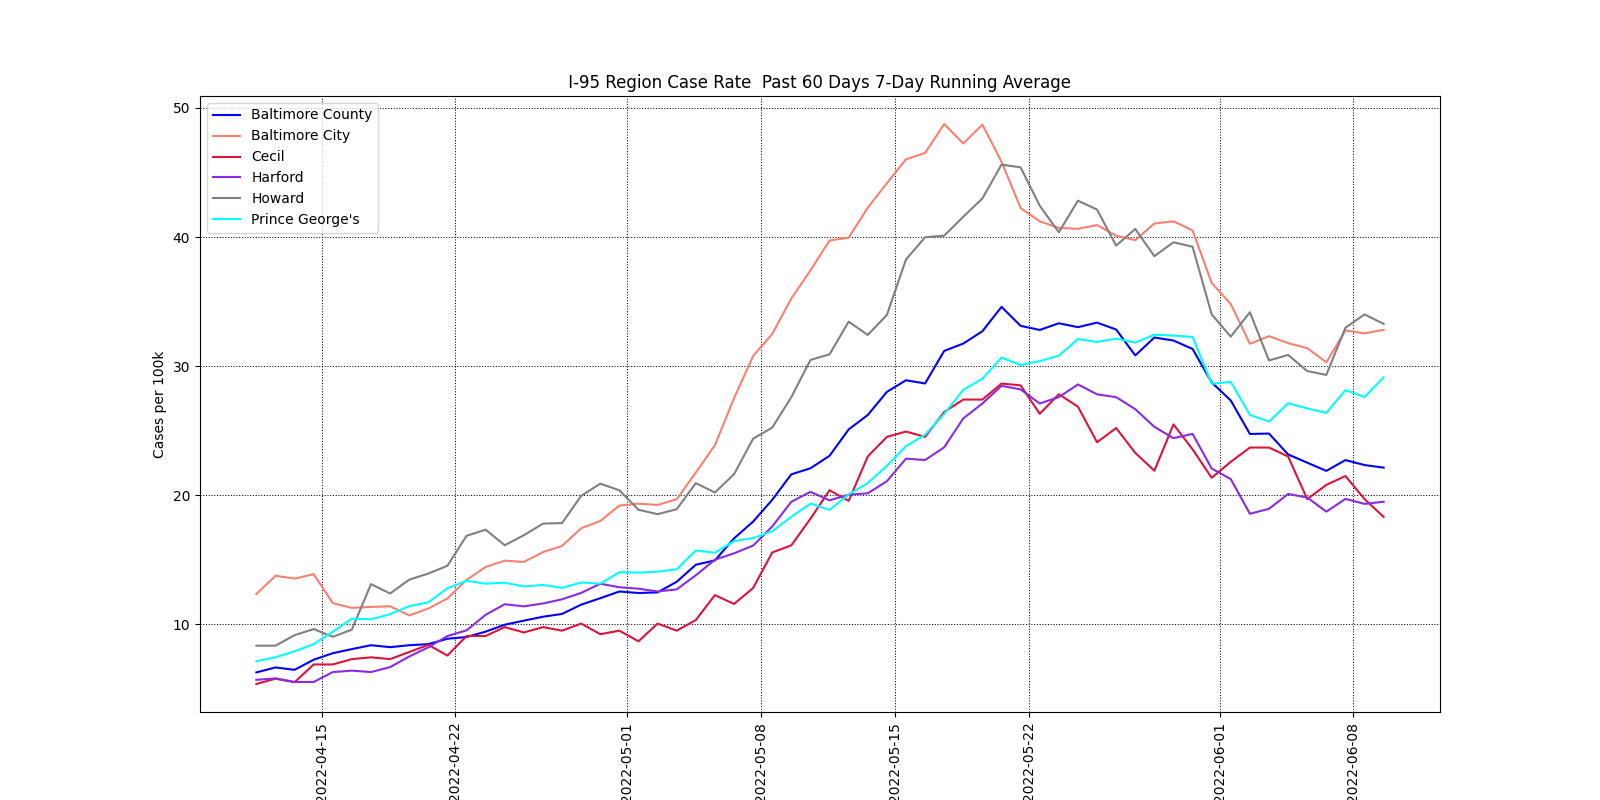 I-95 Region Case Rate  Past 60 Days 7-Day Running Average
50
40
30
20
10
Cases per 100k
Baltimore County
Baltimore City
Cecil
Harford
Howard
Prince George's
2022-04-15
2022-04-22
2022-05-01
2022-05-08
2022-05-15
2022-05-22
2022-06-01
2022-06-08